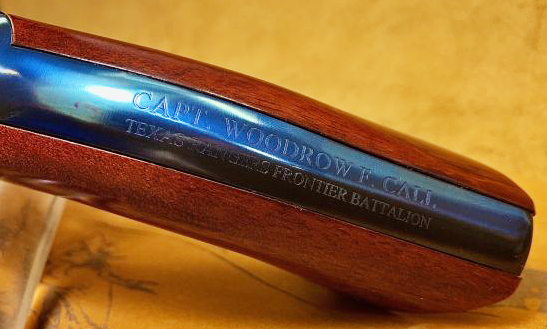 CAPT. WOODROW F. CALL
TEXAS RANGERS FRONTIER BATTALION